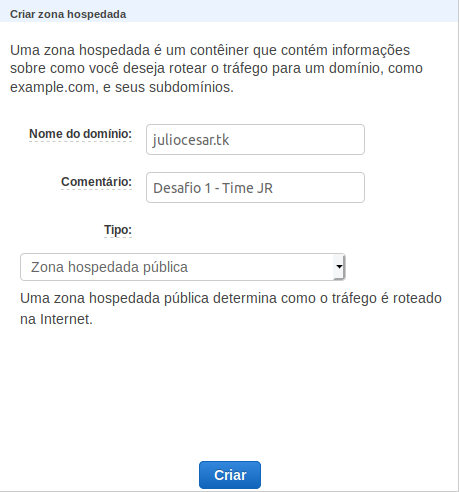 Criar zona hospedada
Uma zona hospedada é um contêiner que contém informações
sobre como você deseja rotear o tráfego para um domínio, como
example.com, e seus subdomínios.
Nome do domínio: juliocesar.tk
Comentário: Desafio 1 - Time JR
Tipo:
Zona hospedada pública
Uma zona hospedada pública determina como o tráfego é roteado
na Internet.
Criar